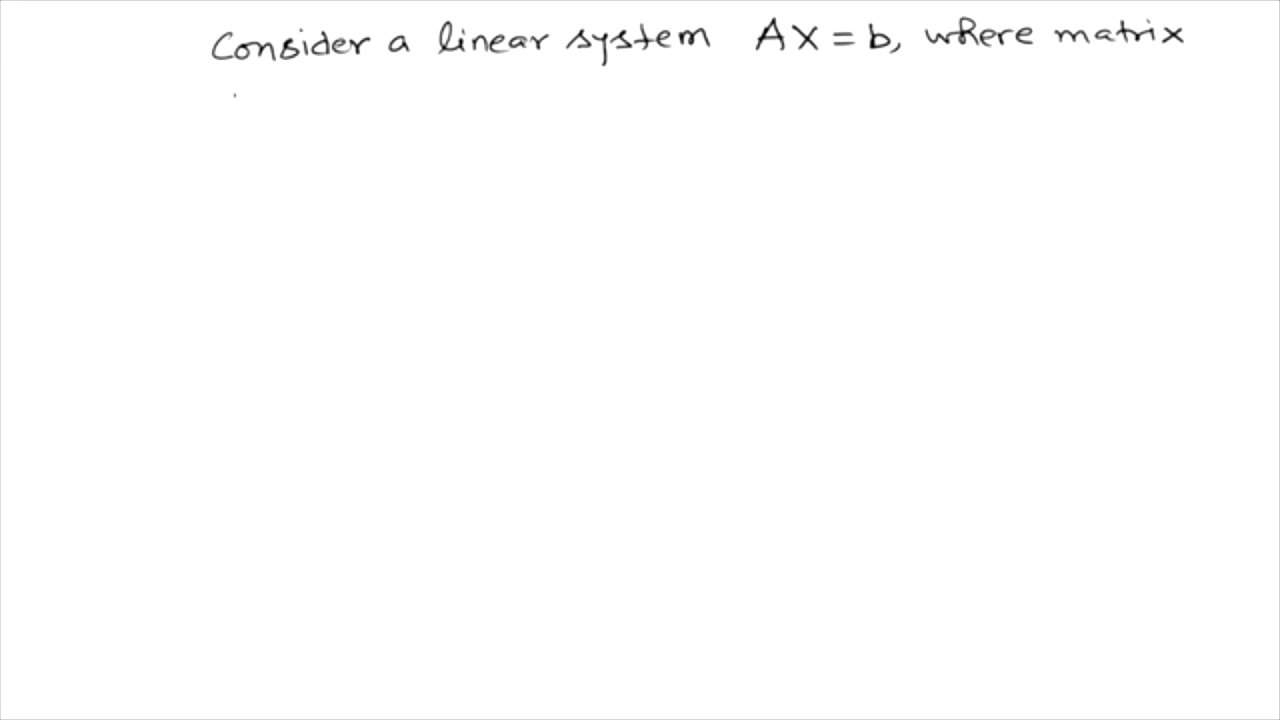 Consider a linear system AX = b, where matrix